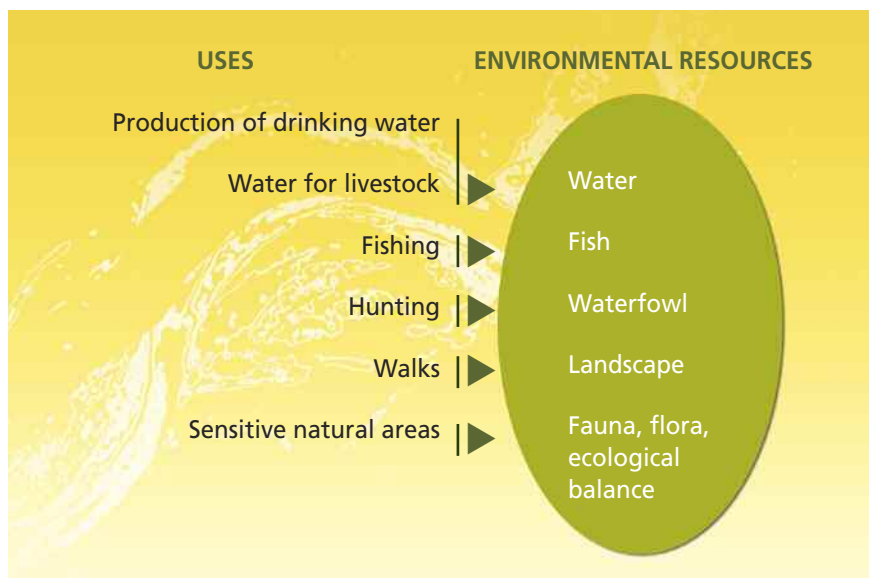 USES ENVIRONMENTAL RESOURCES
Production of drinking water
Water for livestock Water
Fishing Fish
Hunting Waterfowl
Walks Landscape
Sensitive natural areas Fauna, flora,
ecological
balance